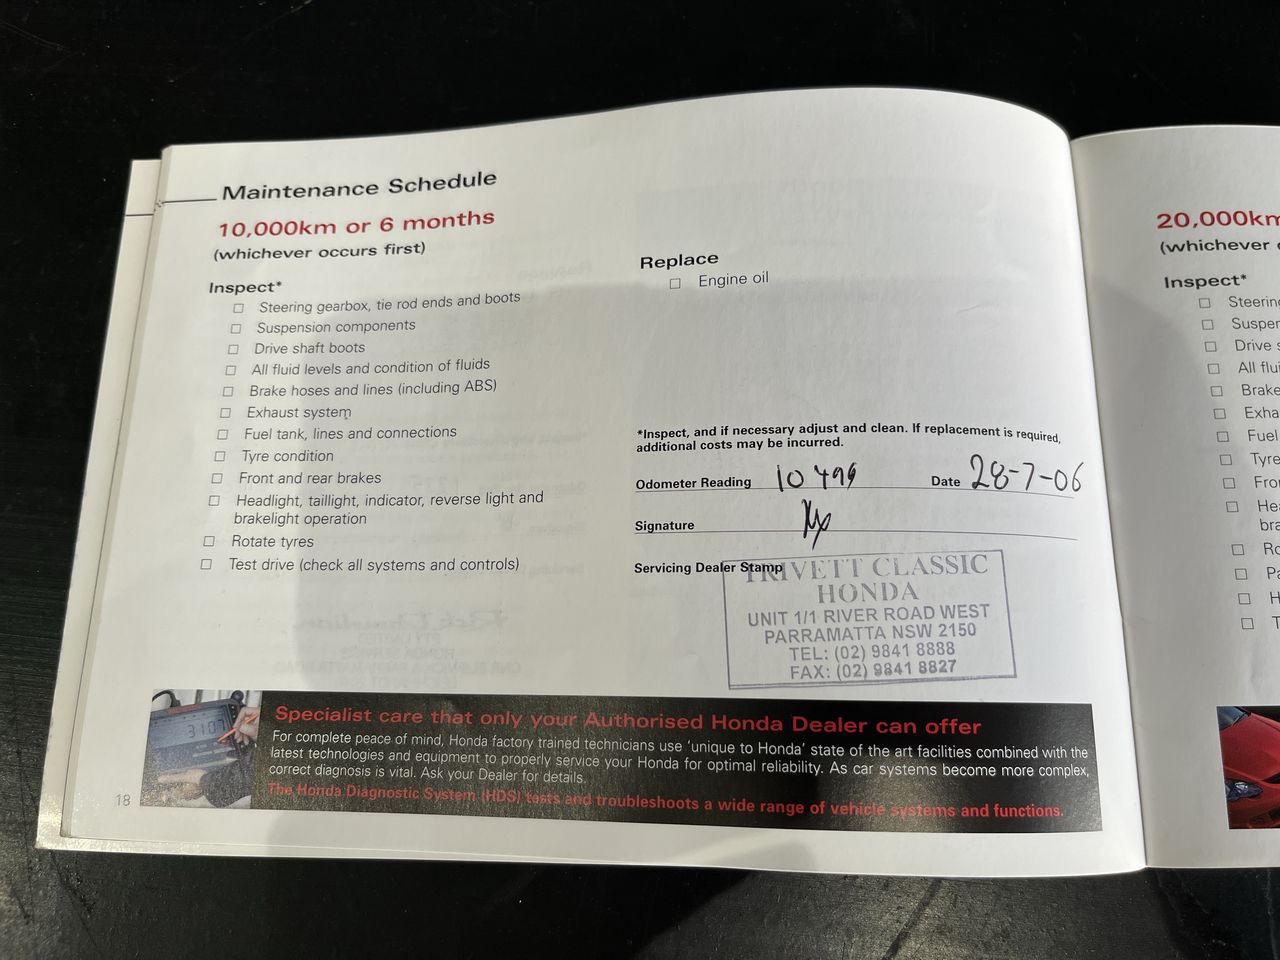 Maintenance Schedule
10,000km or 6 months
(whichever occurs first)
Inspect*
Steering gearbox, tie rod ends and boots
Suspension components
Drive shaft boots
All fluid levels and condition of fluids
Brake hoses and lines (including ABS)
Exhaust system
Fuel tank, lines and connections
Tyre condition
Front and rear brakes
Headlight, taillight, indicator, reverse light and
brakelight operation
Rotate tyres
Test drive (check all systems and controls)
Replace
Engine oil
*Inspect, and if necessary adjust and clean. If replacement is required,
additional costs may be incurred.
Odometer Reading 10 499 Date 28-7-06
Signature
Servicing Dealer Stamp
TRIVETT CLASSIC
HONDA
UNIT 1/1 RIVER ROAD WEST
PARRAMATTA NSW 2150
TEL: (02) 9841 8888
FAX: (02) 9841 8827
Specialist care that only your Authorised Honda Dealer can offer
For complete peace of mind, Honda factory trained technicians use 'unique to Honda' state of the art facilities combined with the
latest technologies and equipment to properly service your Honda for optimal reliability. As car systems become more complex,
correct diagnosis is vital. Ask your Dealer for details.
The Honda Diagnostic System (HDS) tests and troubleshoots a wide range of vehicle systems and functions.
3107
18
20,000km
(whichever
Inspect*